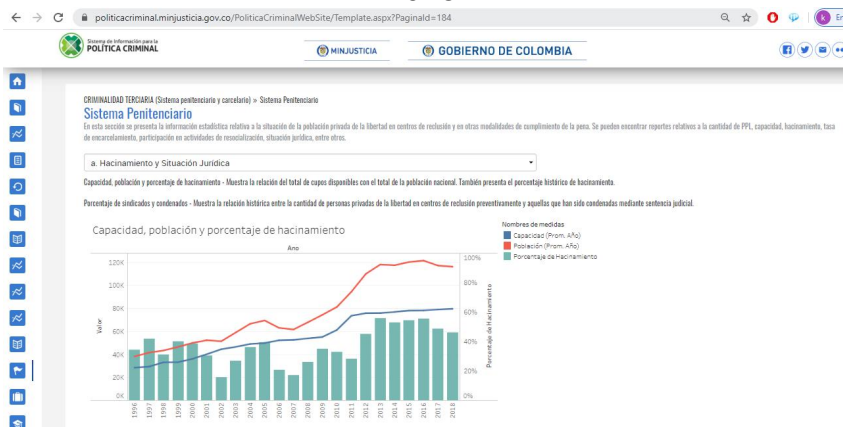 politicacriminal.minjusticia.gov.co/PoliticaCriminalWebSite/Template.aspx?PaginaId=184
k
Sistema de Información para la
POLÍTICA CRIMINAL
MINJUSTICIA
GOBIERNO DE COLOMBIA
CRIMINALIDAD TERCIARIA (Sistema penitenciario y carcelario) » Sistema Penitenciario
Sistema Penitenciario
En esta sección se presenta la información estadística relativa a la situación de la población privada de la libertad en centros de reclusión y en otras modalidades de cumplimiento de la pena. Se pueden encontrar reportes relativos a la cantidad de PPL, capacidad, hacinamiento, tasa
de encarcelamiento, participación en actividades de resocialización, situación jurídica, entre otros.
a. Hacinamiento y Situación Jurídica
Capacidad, población y porcentaje de hacinamiento - Muestra la relación del total de cupos disponibles con el total de la población nacional. También presenta el porcentaje histórico de hacinamiento.
Porcentaje de sindicados y condenados - Muestra la relación histórica entre la cantidad de personas privadas de la libertad en centros de reclusión preventivamente y aquellas que han sido condenadas mediante sentencia judicial.
Capacidad, población y porcentaje de hacinamiento
Nombres de medidas
Capacidad (Prom. Año)
Población (Prom. Año)
Porcentaje de Hacinamiento
Ano
120K
100K
80K
60K
40K
20K
0K
Valor
100%
80%
60%
40%
20%
0%
Porcentaje de Hacinamiento
1996 1997 1998 1999 2000 2001 2002 2003 2004 2005 2006 2007 2008 2009 2010 2011 2012 2013 2014 2015 2016 2017 2018